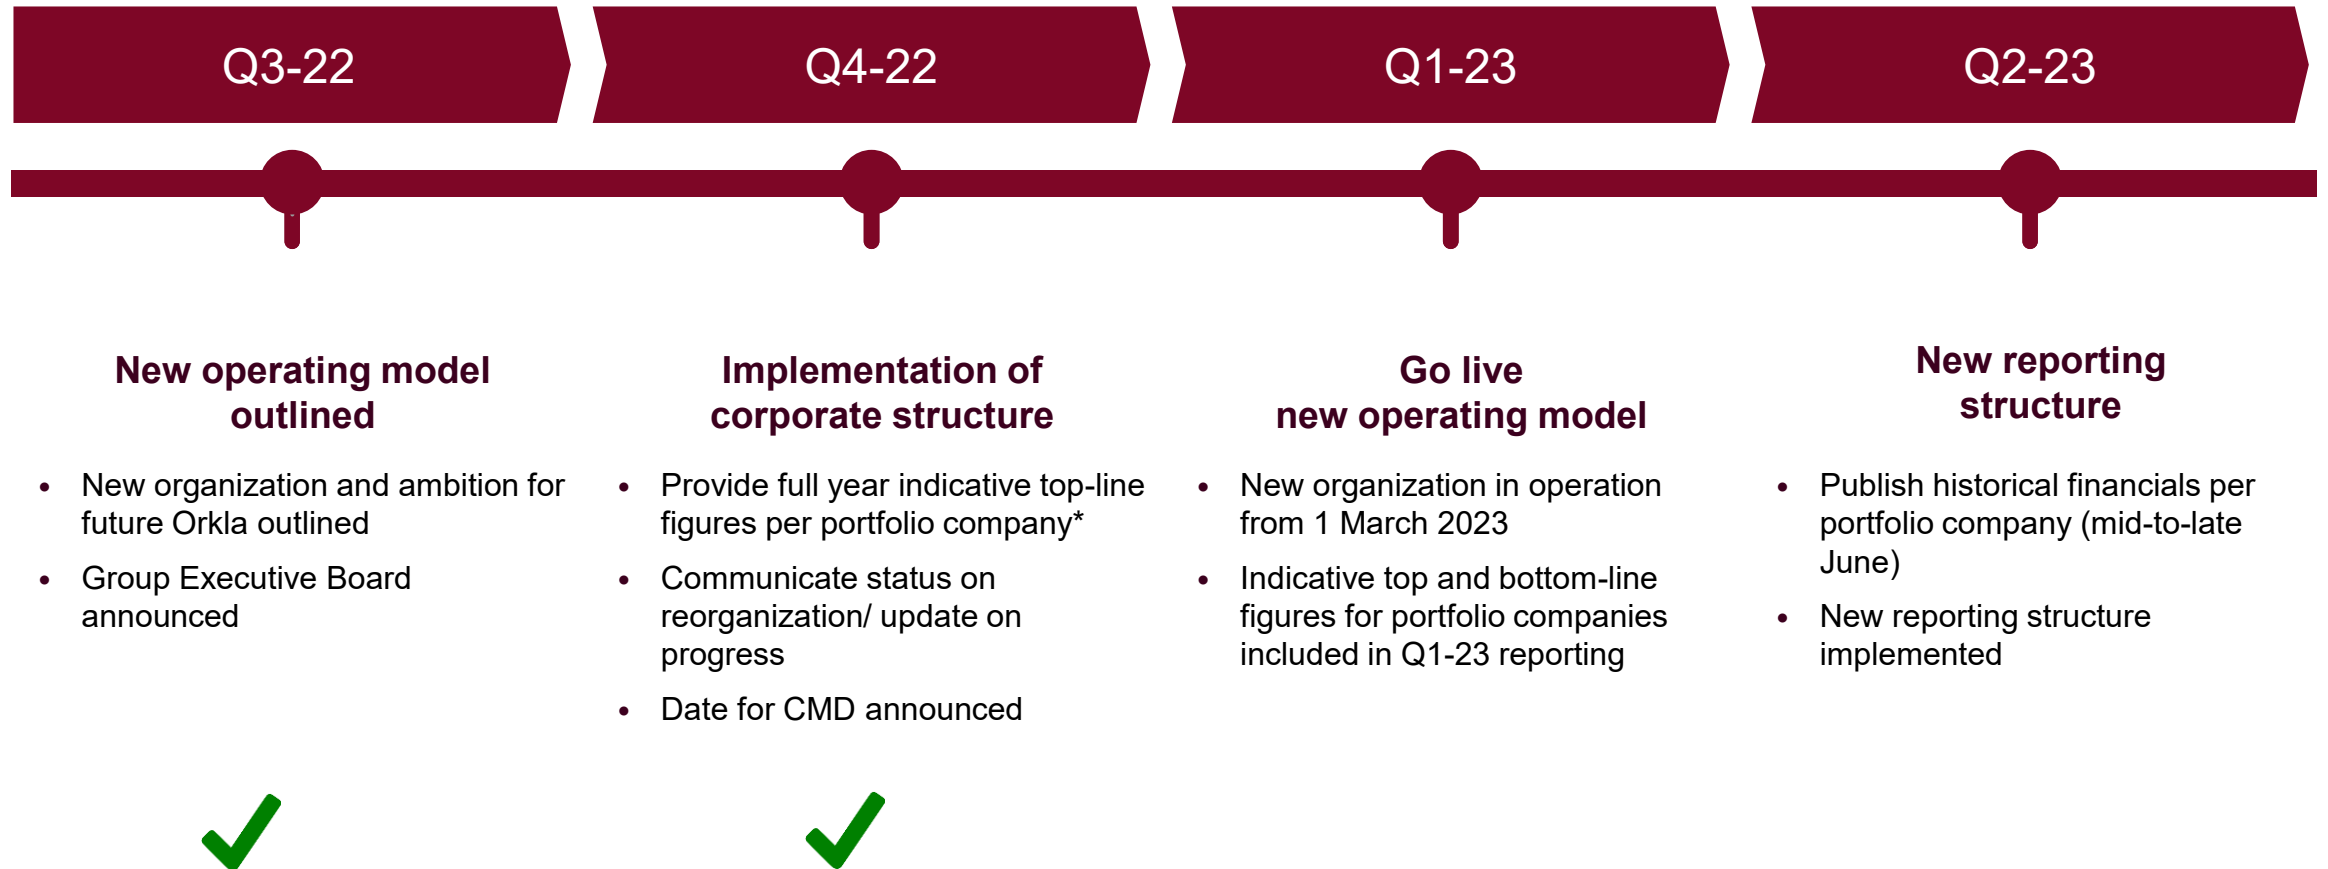 Q3-22
Q4-22
Q1-23
Q2-23
New operating model
outlined
• New organization and ambition for
future Orkla outlined
• Group Executive Board
announced
Implementation of
corporate structure
• Provide full year indicative top-line
figures per portfolio company*
• Communicate status on
reorganization/ update on
progress
• Date for CMD announced
Go live
new operating model
• New organization in operation
from 1 March 2023
• Indicative top and bottom-line
figures for portfolio companies
included in Q1-23 reporting
New reporting
structure
• Publish historical financials per
portfolio company (mid-to-late
June)
• New reporting structure
implemented